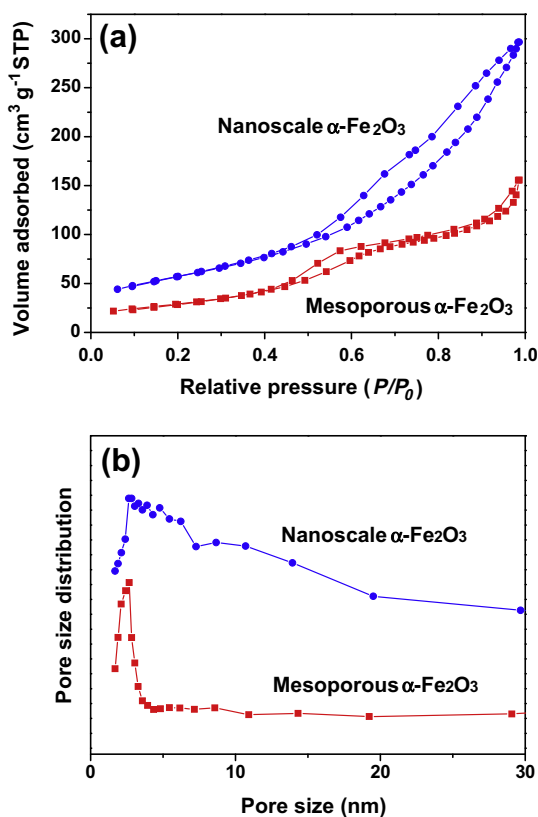 (a)
Volume adsorbed (cm³ g⁻¹ STP)
300
250
200
150
100
50
0
Nanoscale α-Fe₂O₃
Mesoporous α-Fe₂O₃
0.0 0.2 0.4 0.6 0.8 1.0
Relative pressure (P/P₀)
(b)
Pore size distribution
Nanoscale α-Fe₂O₃
Mesoporous α-Fe₂O₃
0 10 20 30
Pore size (nm)